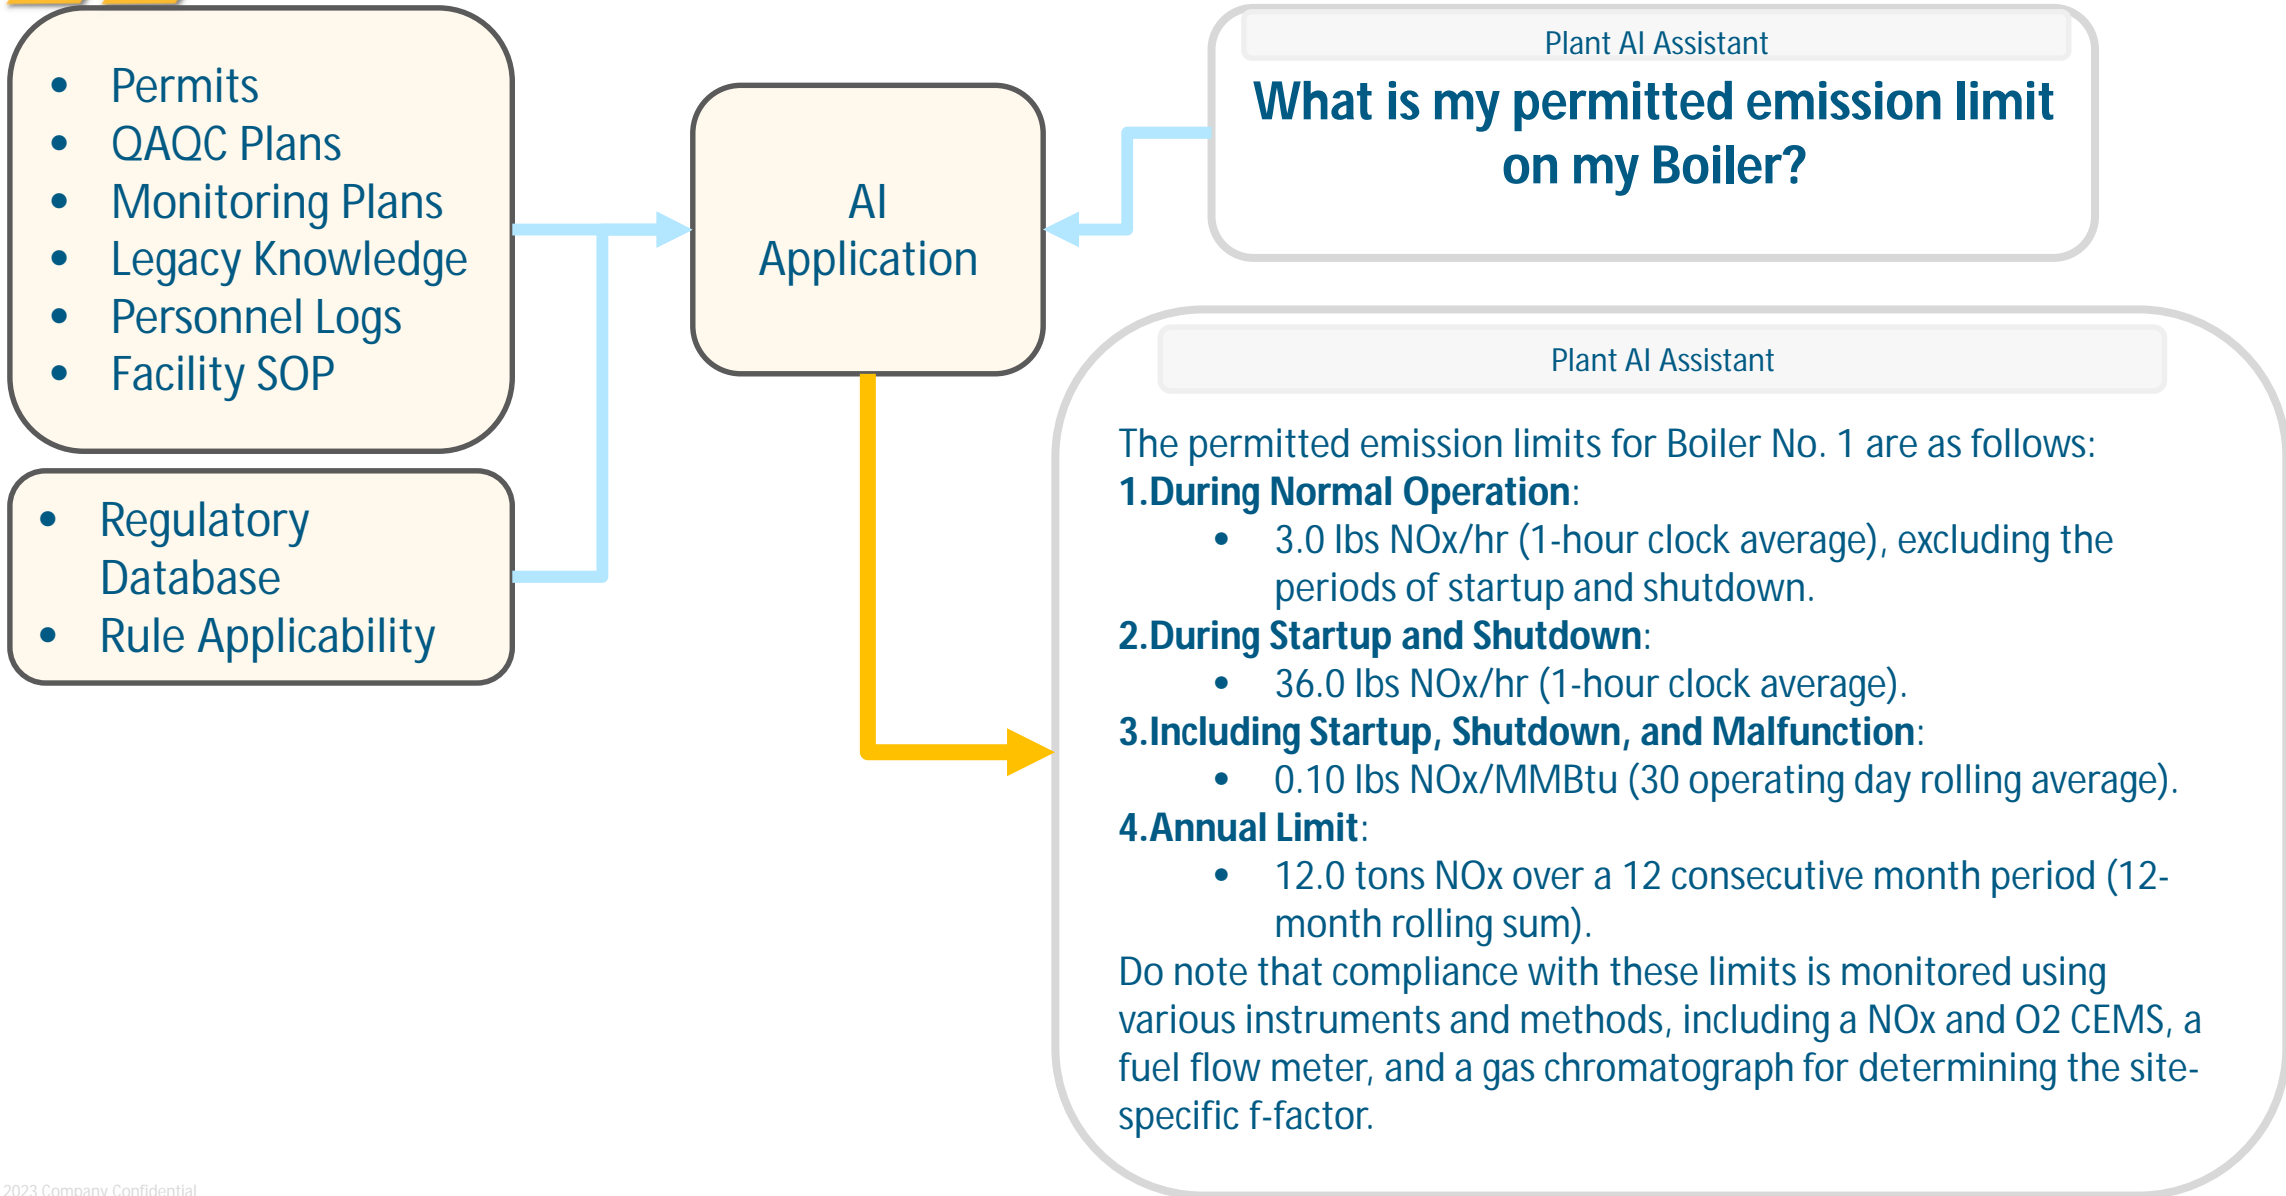 • Permits
• QAQC Plans
• Monitoring Plans
• Legacy Knowledge
• Personnel Logs
• Facility SOP
• Regulatory
Database
• Rule Applicability
AI
Application
Plant AI Assistant
What is my permitted emission limit
on my Boiler?
Plant AI Assistant
The permitted emission limits for Boiler No. 1 are as follows:
1.During Normal Operation:
• 3.0 lbs NOx/hr (1-hour clock average), excluding the
periods of startup and shutdown.
2.During Startup and Shutdown:
• 36.0 lbs NOx/hr (1-hour clock average).
3.Including Startup, Shutdown, and Malfunction:
• 0.10 lbs NOx/MMBtu (30 operating day rolling average).
4.Annual Limit:
• 12.0 tons NOx over a 12 consecutive month period (12-
month rolling sum).
Do note that compliance with these limits is monitored using
various instruments and methods, including a NOx and O2 CEMS, a
fuel flow meter, and a gas chromatograph for determining the site-
specific f-factor.
2023 Company Confidential